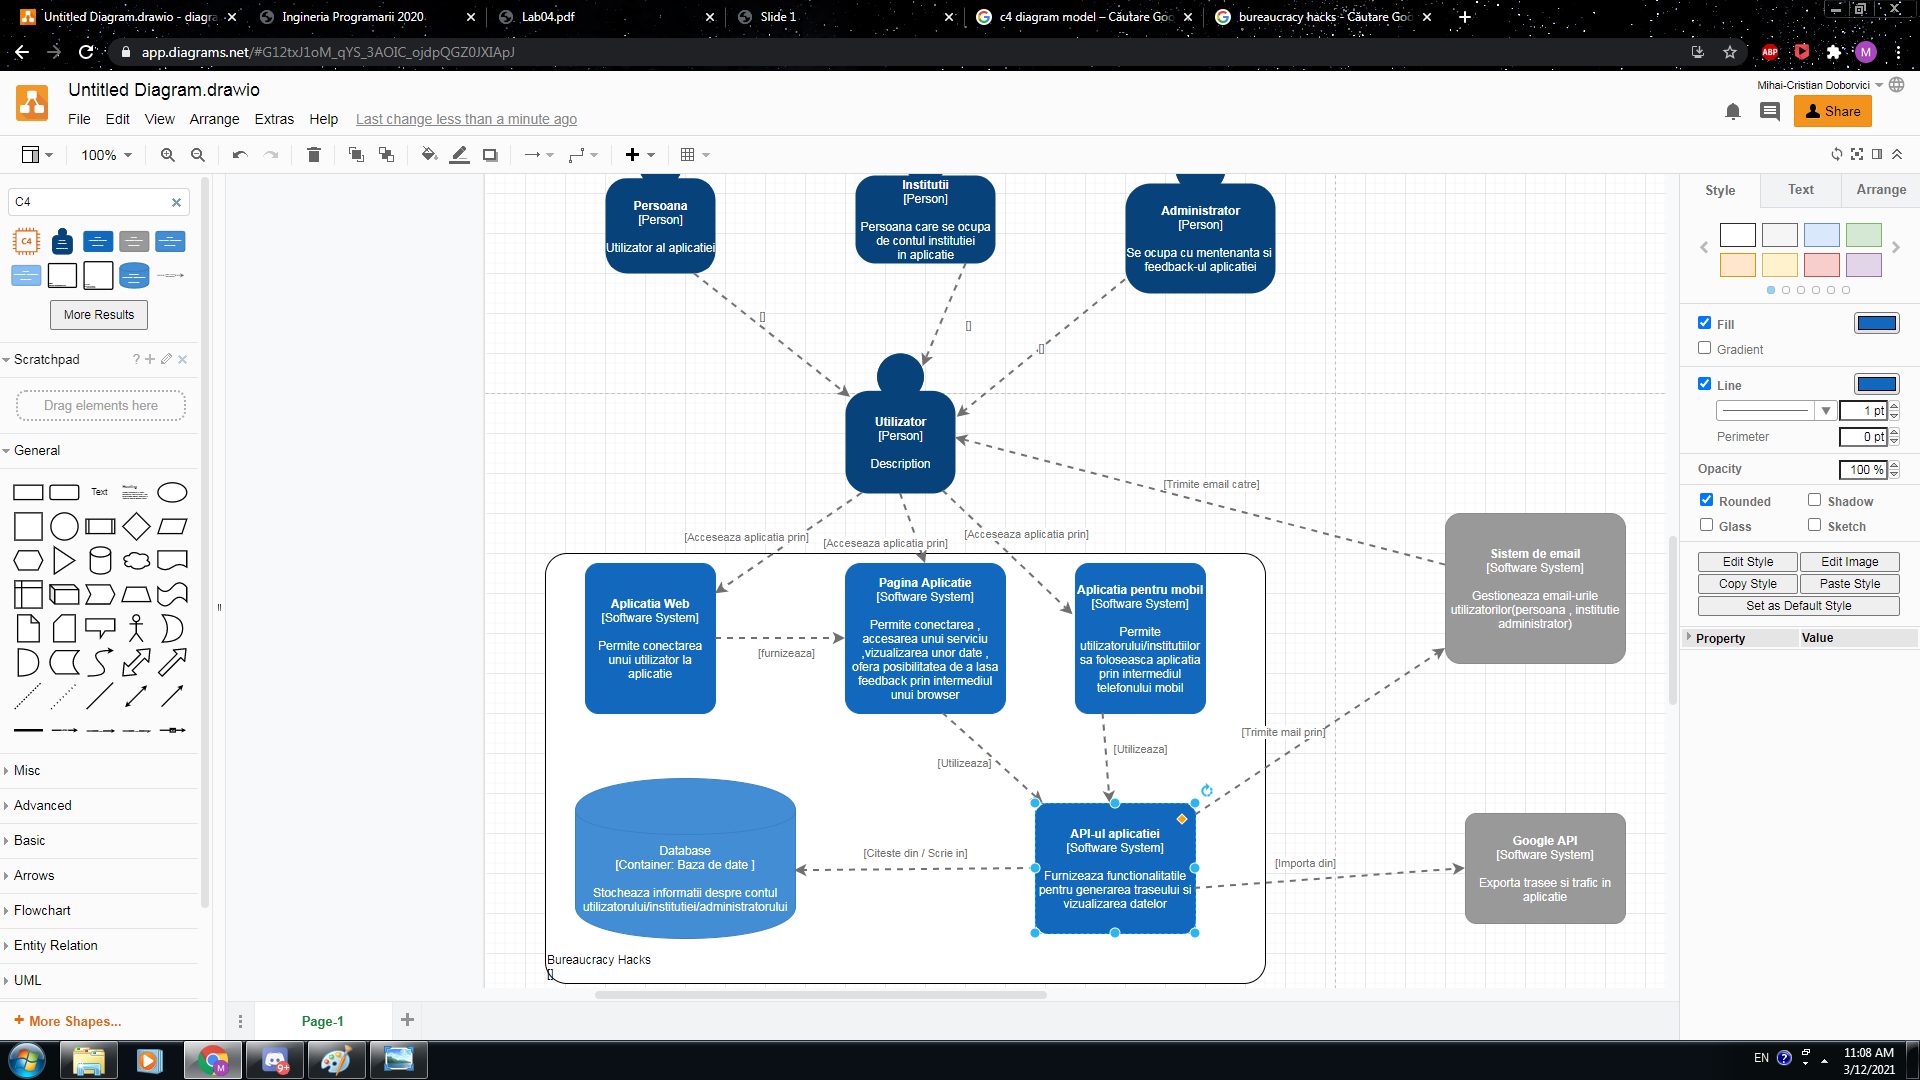 Untitled Diagram.drawio - diagra
Ingineria Programarii 2020
Lab04.pdf
Slide 1
c4 diagram model – Căutare Goo
bureaucracy hacks - Căutare Goo
app.diagrams.net/#G12txJ1oM_qYS_3AOIC_ojdpQGZ0JXIApJ
ABP
M
Untitled Diagram.drawio
Mihai-Cristian Doborvici
File Edit View Arrange Extras Help Last change less than a minute ago
Share
100%
C4
C4
More Results
Scratchpad
?
Drag elements here
General
Text
Heading
Misc
Advanced
Basic
Arrows
Flowchart
Entity Relation
UML
+ More Shapes...
Persoana
[Person]
Utilizator al aplicatiei
Institutii
[Person]
Persoana care se ocupa
de contul institutiei
in aplicatie
Administrator
[Person]
Se ocupa cu mentenanta si
feedback-ul aplicatiei
[]
[]
.[]
Utilizator
[Person]
Description
[Trimite email catre]
[Acceseaza aplicatia prin]
[Acceseaza aplicatia prin]
[Acceseaza aplicatia prin]
Sistem de email
[Software System]
Gestioneaza email-urile
utilizatorilor(persoana , institutie
administrator)
Aplicatia Web
[Software System]
Permite conectarea
unui utilizator la
aplicatie
[furnizeaza]
Pagina Aplicatie
[Software System]
Permite conectarea ,
accesarea unui serviciu
,vizualizarea unor date ,
ofera posibilitatea de a lasa
feedback prin intermediul
unui browser
Aplicatia pentru mobil
[Software System]
Permite
utilizatorului/institutiilor
sa foloseasca aplicatia
prin intermediul
telefonului mobil
[Trimite mail prin]
[Utilizeaza]
[Utilizeaza]
Database
[Container: Baza de date ]
Stocheaza informatii despre contul
utilizatorului/institutiei/administratorului
[Citeste din / Scrie in]
API-ul aplicatiei
[Software System]
Furnizeaza functionalitatile
pentru generarea traseului si
vizualizarea datelor
[Importa din]
Google API
[Software System]
Exporta trasee si trafic in
aplicatie
Bureaucracy Hacks
[]
Page-1
Style Text Arrange
Fill
Gradient
Line
1 pt
Perimeter 0 pt
Opacity 100 %
Rounded Shadow
Glass Sketch
Edit Style Edit Image
Copy Style Paste Style
Set as Default Style
Property Value
M
9+
EN ? 11:08 AM
3/12/2021